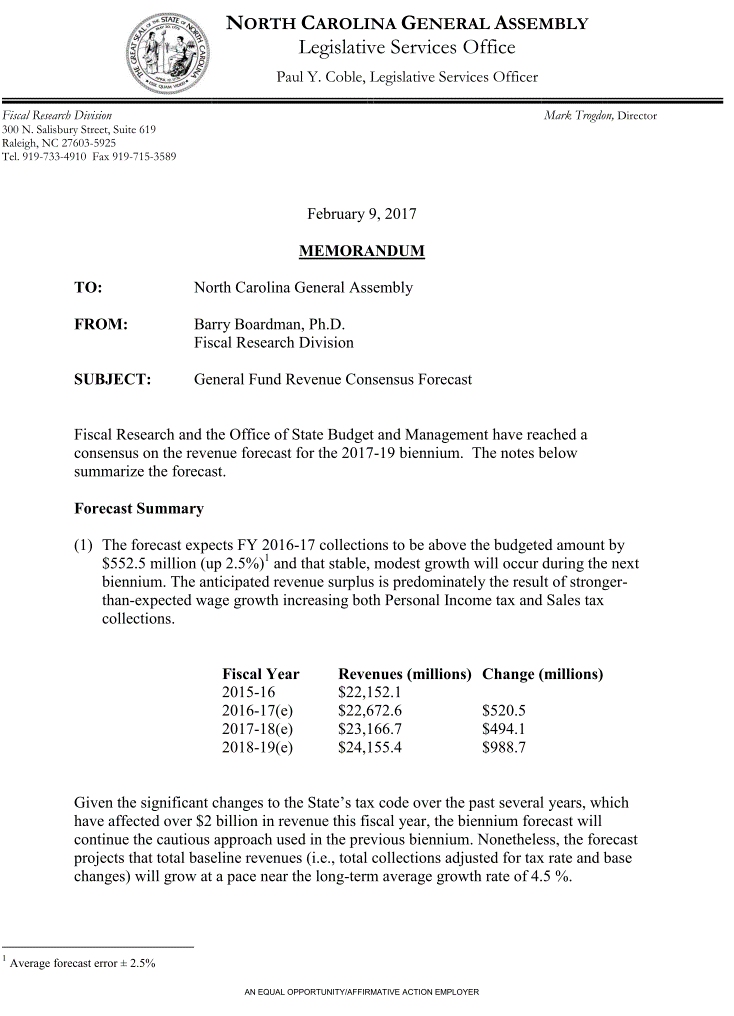 NORTH CAROLINA GENERAL ASSEMBLY
Legislative Services Office
Paul Y. Coble, Legislative Services Officer
Fiscal Research Division
300 N. Salisbury Street, Suite 619
Raleigh, NC 27603-5925
Tel. 919-733-4910 Fax 919-715-3589
Mark Trogdon, Director
February 9, 2017
MEMORANDUM
TO: North Carolina General Assembly
FROM: Barry Boardman, Ph.D.
Fiscal Research Division
SUBJECT: General Fund Revenue Consensus Forecast
Fiscal Research and the Office of State Budget and Management have reached a
consensus on the revenue forecast for the 2017-19 biennium. The notes below
summarize the forecast.
Forecast Summary
(1) The forecast expects FY 2016-17 collections to be above the budgeted amount by
$552.5 million (up 2.5%)1 and that stable, modest growth will occur during the next
biennium. The anticipated revenue surplus is predominately the result of stronger-
than-expected wage growth increasing both Personal Income tax and Sales tax
collections.
Fiscal Year Revenues (millions) Change (millions)
2015-16 $22,152.1
2016-17(e) $22,672.6 $520.5
2017-18(e) $23,166.7 $494.1
2018-19(e) $24,155.4 $988.7
Given the significant changes to the State's tax code over the past several years, which
have affected over $2 billion in revenue this fiscal year, the biennium forecast will
continue the cautious approach used in the previous biennium. Nonetheless, the forecast
projects that total baseline revenues (i.e., total collections adjusted for tax rate and base
changes) will grow at a pace near the long-term average growth rate of 4.5 %.
1 Average forecast error ± 2.5%
AN EQUAL OPPORTUNITY/AFFIRMATIVE ACTION EMPLOYER